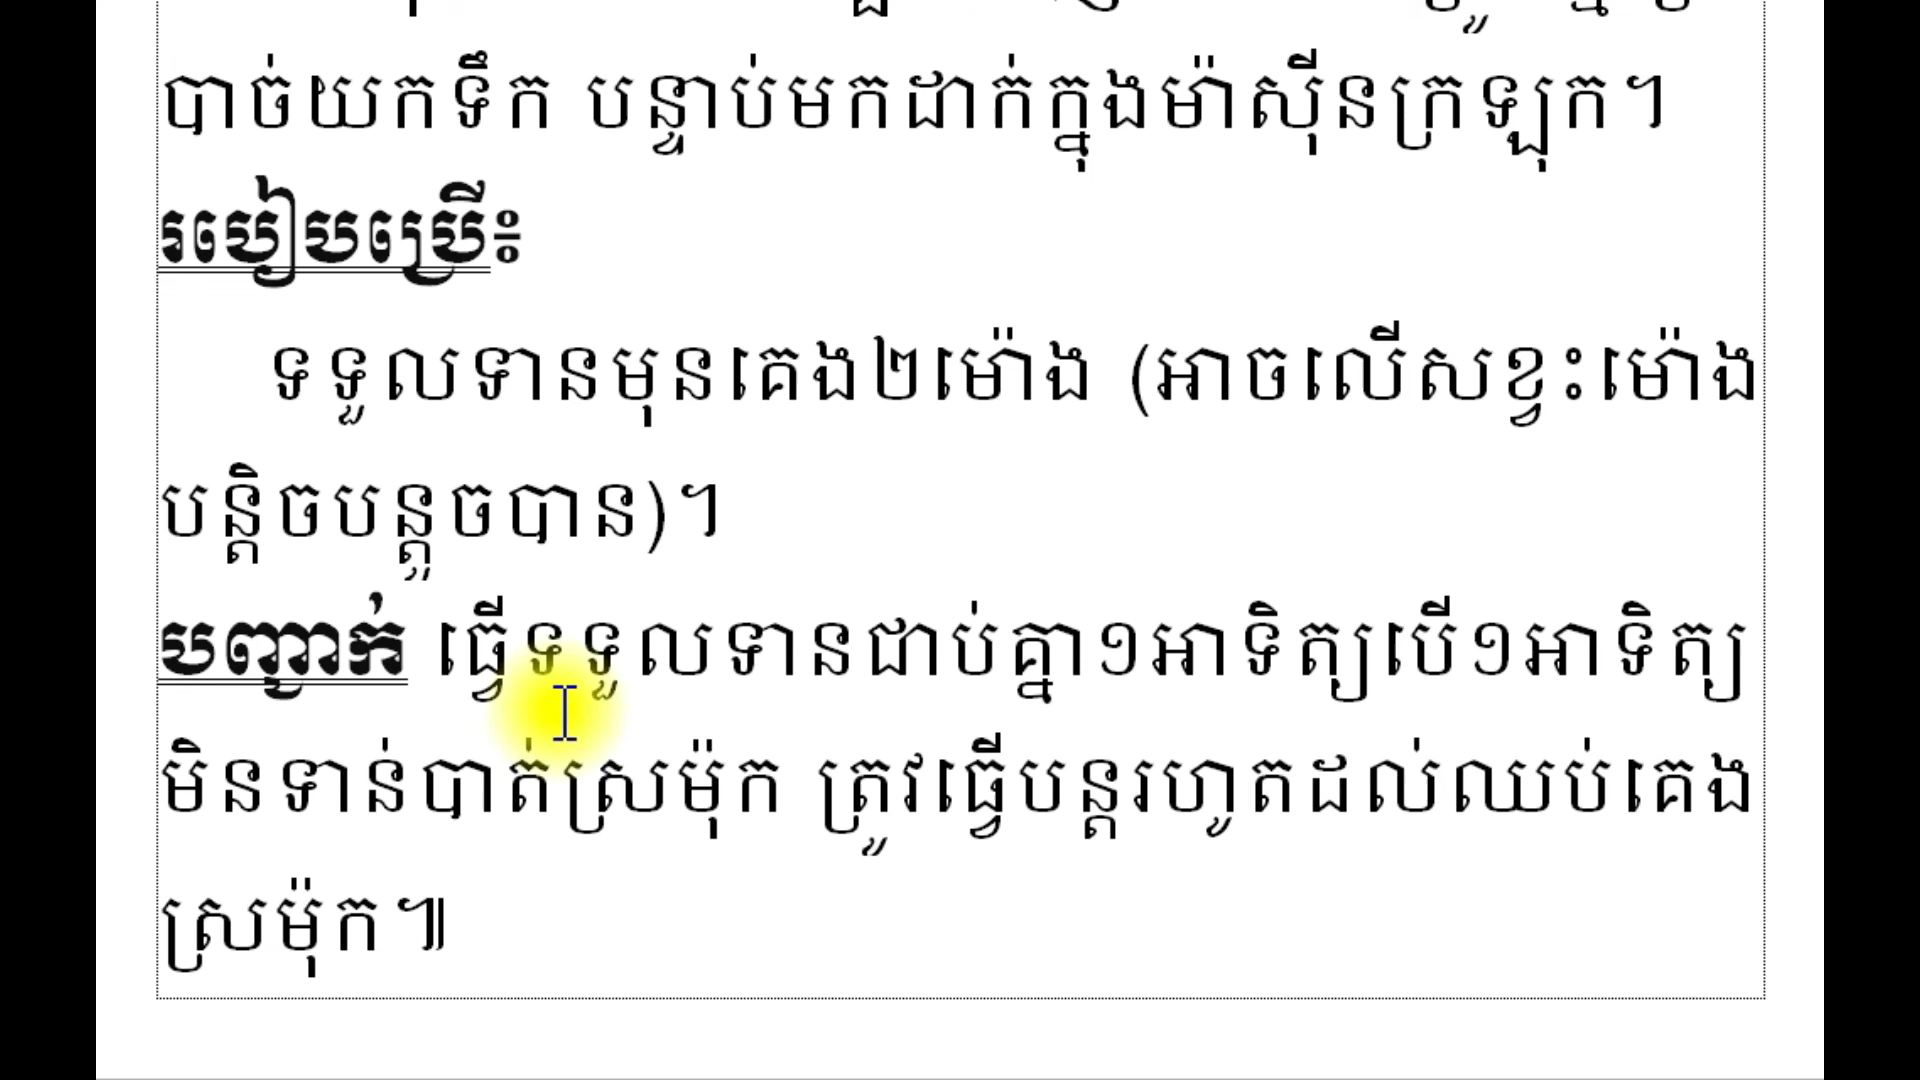 បាច់យកទឹក បន្ទាប់មកដាក់ក្នុងម៉ាស៊ីនក្រឡុក។
របៀបប្រើ៖
ទទួលទានមុនគេង២ម៉ោង (អាចលើសខ្វះម៉ោង
បន្តិចបន្តួចបាន)។
បញ្ជាក់ ធ្វើទទួលទានជាប់គ្នា១អាទិត្យបើ១អាទិត្យ
មិនទាន់បាត់ស្រម៉ុក ត្រូវធ្វើបន្តរហូតដល់ឈប់គេង
ស្រម៉ុក៕